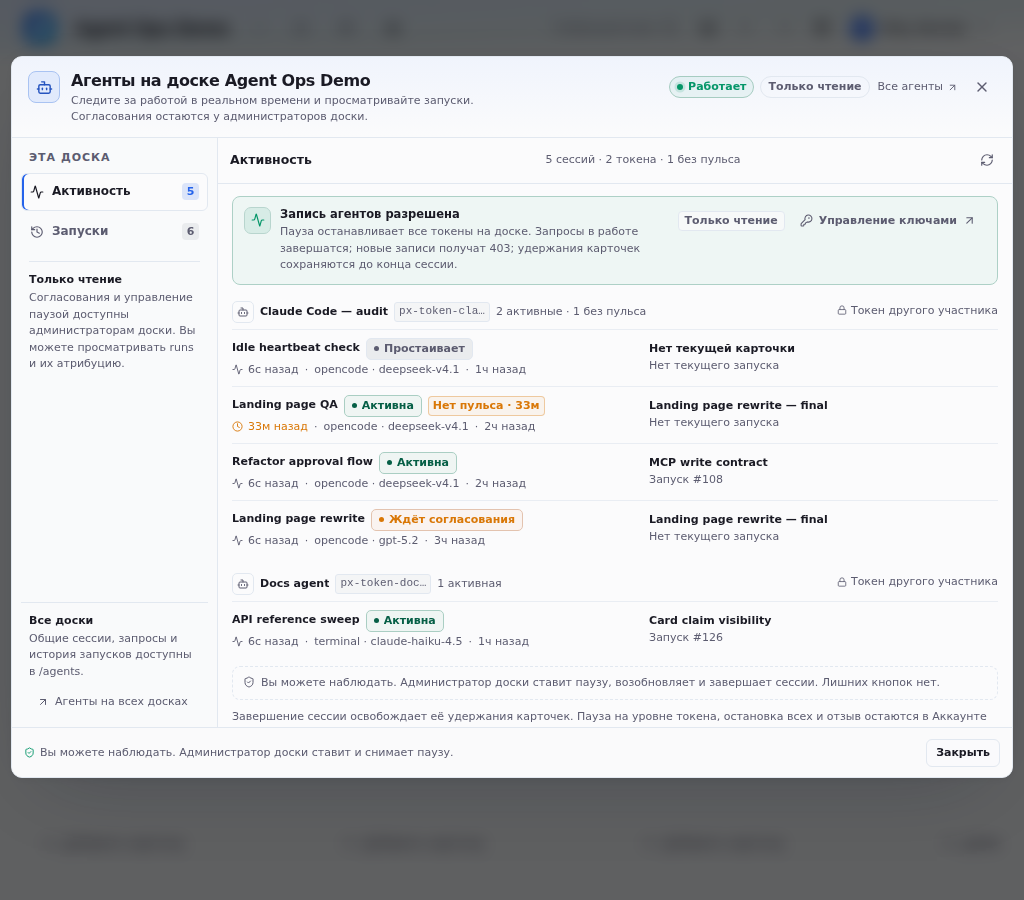 Агенты на доске Agent Ops Demo
Следите за работой в реальном времени и просматривайте запуски.
Согласования остаются у администраторов доски.
Работает
Только чтение
Все агенты
ЭТА ДОСКА
Активность 5
Запуски 6
Только чтение
Согласования и управление
паузой доступны
администраторам доски. Вы
можете просматривать runs
и их атрибуцию.
Все доски
Общие сессии, запросы и
история запусков доступны
в /agents.
Агенты на всех досках
Активность
5 сессий · 2 токена · 1 без пульса
Запись агентов разрешена
Пауза останавливает все токены на доске. Запросы в работе
завершатся; новые записи получат 403; удержания карточек
сохраняются до конца сессии.
Только чтение
Управление ключами
Claude Code — audit px-token-cla… 2 активные · 1 без пульса
Токен другого участника
Idle heartbeat check Простаивает
6с назад · opencode · deepseek-v4.1 · 1ч назад
Нет текущей карточки
Нет текущего запуска
Landing page QA Активна Нет пульса · 33м
33м назад · opencode · deepseek-v4.1 · 2ч назад
Landing page rewrite — final
Нет текущего запуска
Refactor approval flow Активна
6с назад · opencode · deepseek-v4.1 · 2ч назад
MCP write contract
Запуск #108
Landing page rewrite Ждёт согласования
6с назад · opencode · gpt-5.2 · 3ч назад
Landing page rewrite — final
Нет текущего запуска
Docs agent px-token-doc… 1 активная
Токен другого участника
API reference sweep Активна
6с назад · terminal · claude-haiku-4.5 · 1ч назад
Card claim visibility
Запуск #126
Вы можете наблюдать. Администратор доски ставит паузу, возобновляет и завершает сессии. Лишних кнопок нет.
Завершение сессии освобождает её удержания карточек. Пауза на уровне токена, остановка всех и отзыв остаются в Аккаунте
Вы можете наблюдать. Администратор доски ставит и снимает паузу.
Закрыть